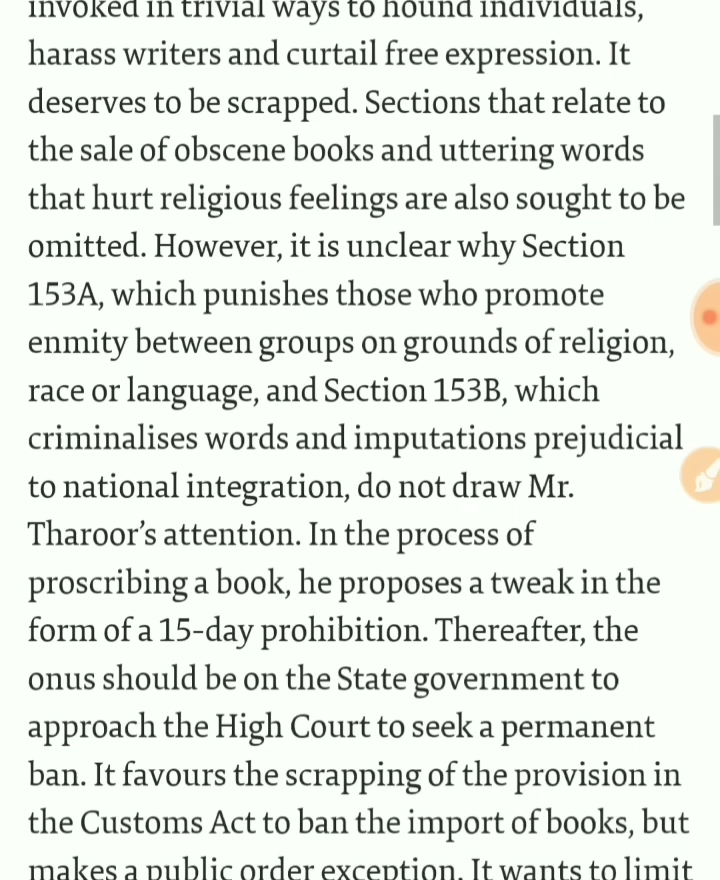 invoked in trivial ways to hound individuals,
harass writers and curtail free expression. It
deserves to be scrapped. Sections that relate to
the sale of obscene books and uttering words
that hurt religious feelings are also sought to be
omitted. However, it is unclear why Section
153A, which punishes those who promote
enmity between groups on grounds of religion,
race or language, and Section 153B, which
criminalises words and imputations prejudicial
to national integration, do not draw Mr.
Tharoor’s attention. In the process of
proscribing a book, he proposes a tweak in the
form of a 15-day prohibition. Thereafter, the
onus should be on the State government to
approach the High Court to seek a permanent
ban. It favours the scrapping of the provision in
the Customs Act to ban the import of books, but
makes a public order exception. It wants to limit